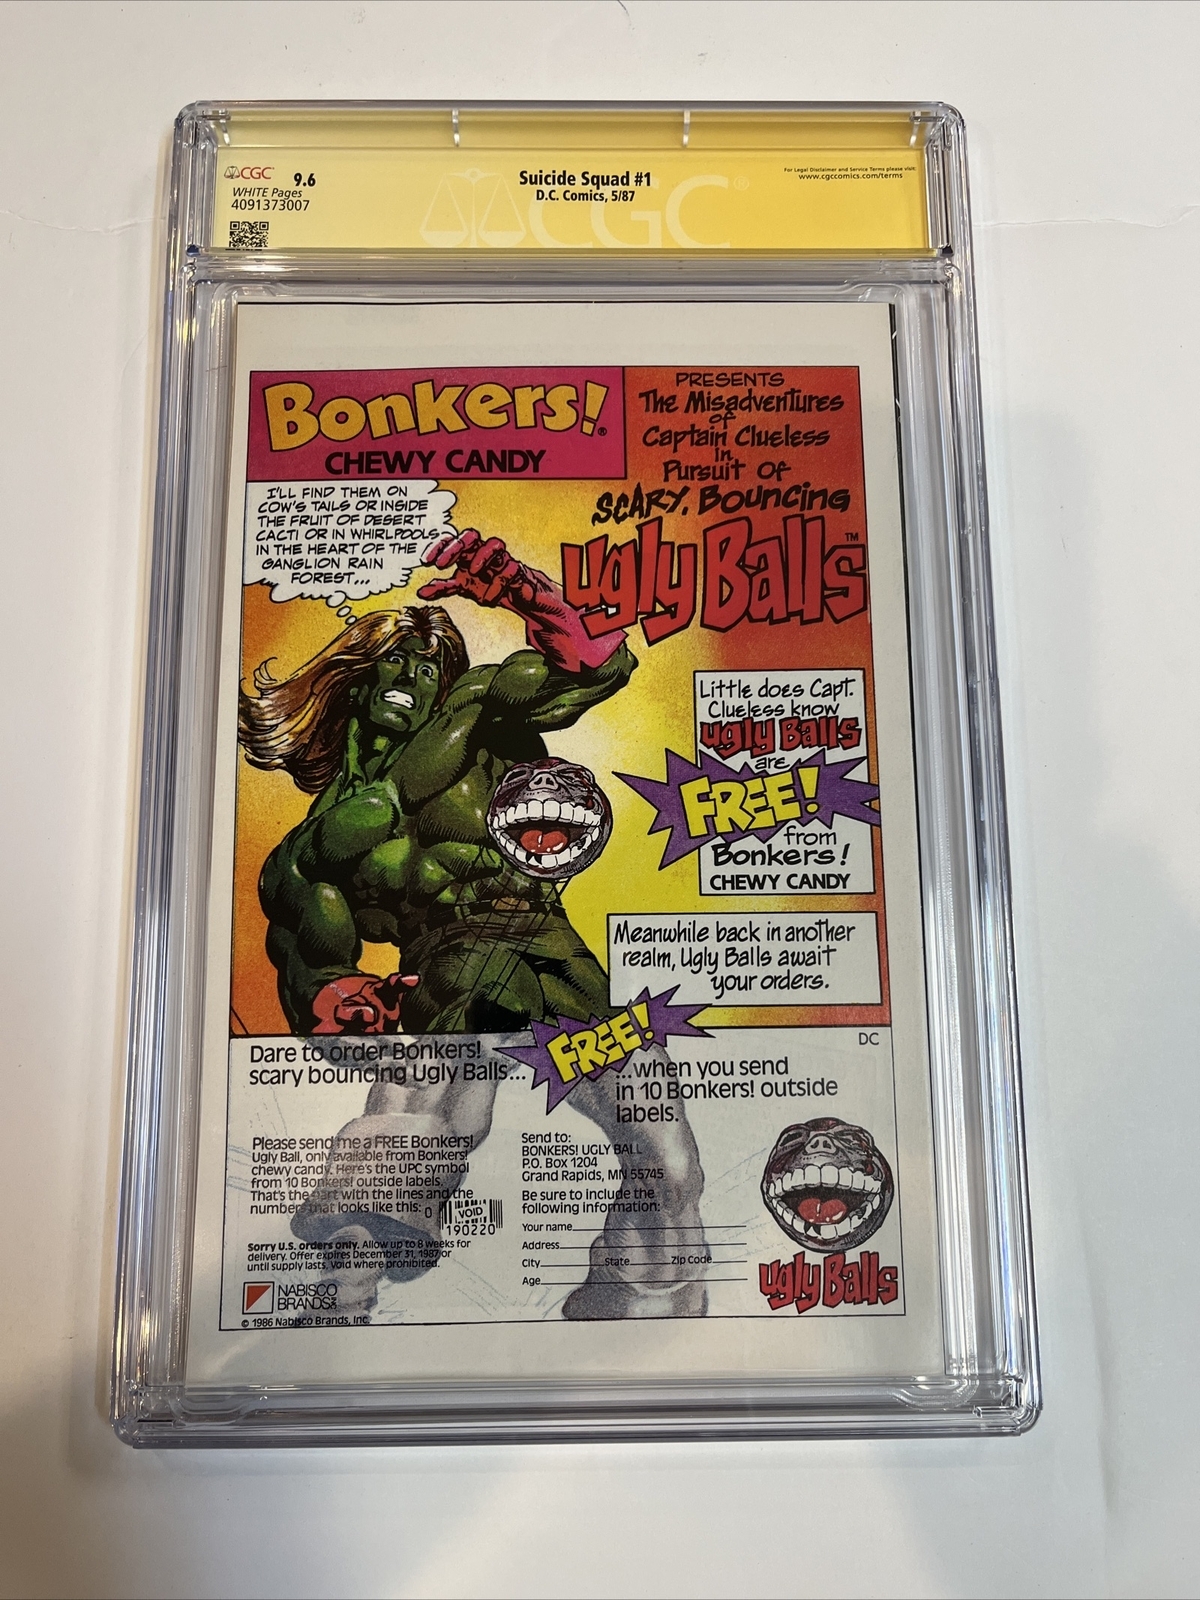 CGC 9.6
WHITE Pages
4091373007
Suicide Squad #1
D.C. Comics, 5/87
For Legal Disclaimer and Service Terms please visit:
www.cgccomics.com/terms
CGC®
Bonkers!®
CHEWY CANDY
PRESENTS
The Misadventures
of
Captain Clueless
in
Pursuit Of
SCARY, Bouncing
Ugly Balls™
I'LL FIND THEM ON
COW'S TAILS OR INSIDE
THE FRUIT OF DESERT
CACTI OR IN WHIRLPOOLS
IN THE HEART OF THE
GANGLION RAIN
FOREST...
Little does Capt.
Clueless know
Ugly Balls
are
FREE!
from
Bonkers!
CHEWY CANDY
Meanwhile back in another
realm, Ugly Balls await
your orders.
DC
Dare to order Bonkers!
scary bouncing Ugly Balls...
FREE!
...when you send
in 10 Bonkers! outside
labels.
Please send me a FREE Bonkers!
Ugly Ball, only available from Bonkers!
chewy candy. Here's the UPC symbol
from 10 Bonkers! outside labels.
That's the part with the lines and the
numbers that looks like this: 0
VOID
190220
Sorry U.S. orders only. Allow up to 8 weeks for
delivery. Offer expires December 31, 1987 or
until supply lasts. Void where prohibited.
NABISCO
BRANDS
© 1986 Nabisco Brands, Inc.
Send to:
BONKERS! UGLY BALL
P.O. Box 1204
Grand Rapids, MN 55745
Be sure to include the
following information:
Your name
Address
City State Zip Code
Age
Ugly Balls